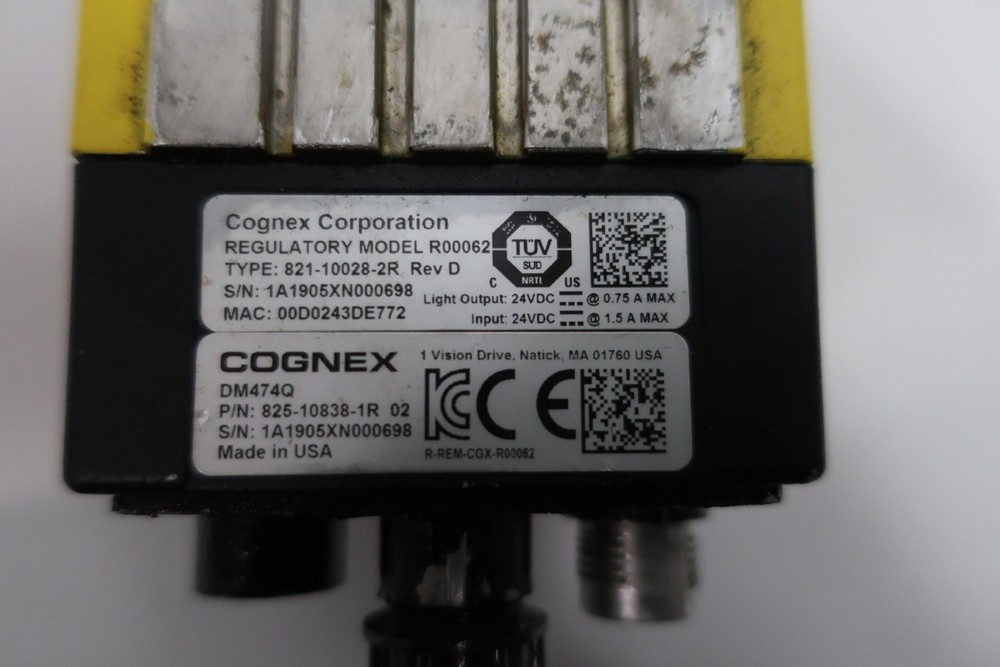 Cognex Corporation
REGULATORY MODEL R00062
TYPE: 821-10028-2R Rev D
S/N: 1A1905XN000698
MAC: 00D0243DE772
TÜV
SUD
NRTL
C US
Light Output: 24VDC @ 0.75 A MAX
Input: 24VDC @ 1.5 A MAX
COGNEX
1 Vision Drive, Natick, MA 01760 USA
DM474Q
P/N: 825-10838-1R 02
S/N: 1A1905XN000698
Made in USA
CE
R-REM-CGX-R00062